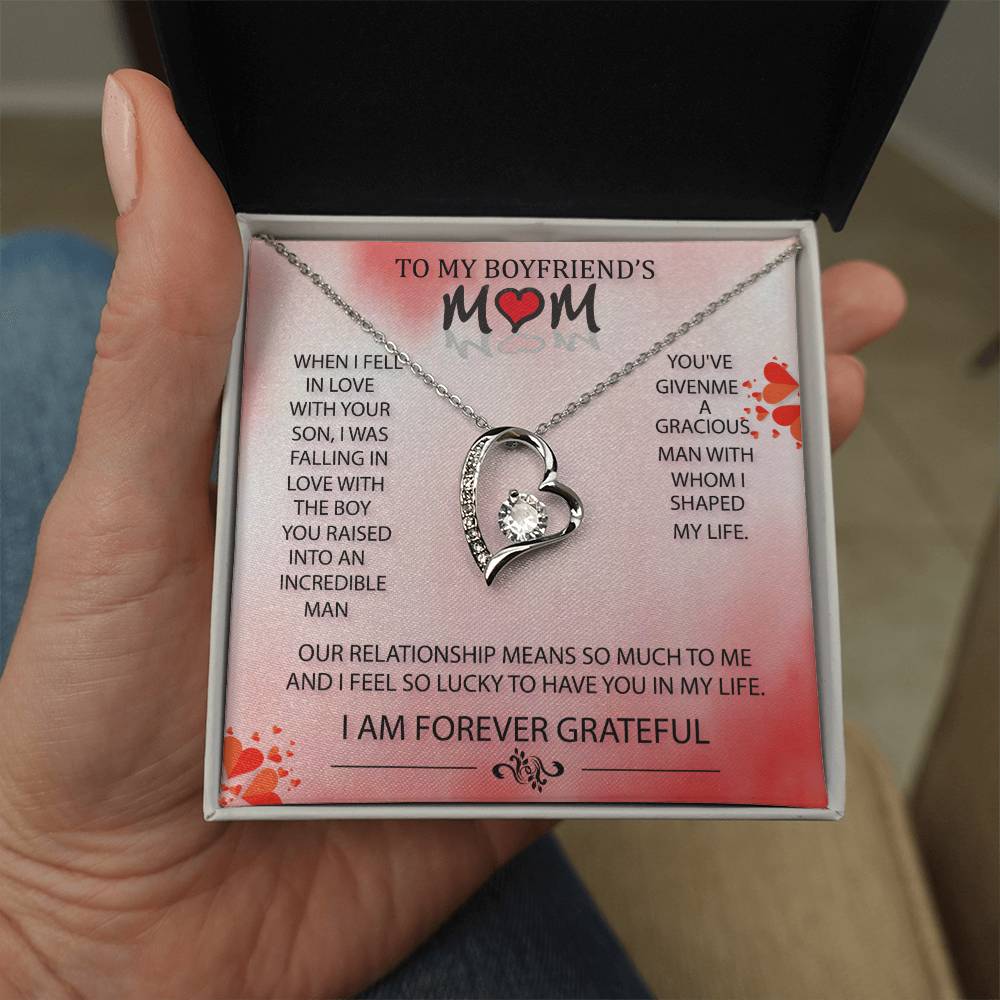 TO MY BOYFRIEND'S
MOM
WHEN I FELL
IN LOVE
WITH YOUR
SON, I WAS
FALLING IN
LOVE WITH
THE BOY
YOU RAISED
INTO AN
INCREDIBLE
MAN
YOU'VE
GIVENME
A
GRACIOUS
MAN WITH
WHOM I
SHAPED
MY LIFE.
OUR RELATIONSHIP MEANS SO MUCH TO ME
AND I FEEL SO LUCKY TO HAVE YOU IN MY LIFE.
I AM FOREVER GRATEFUL